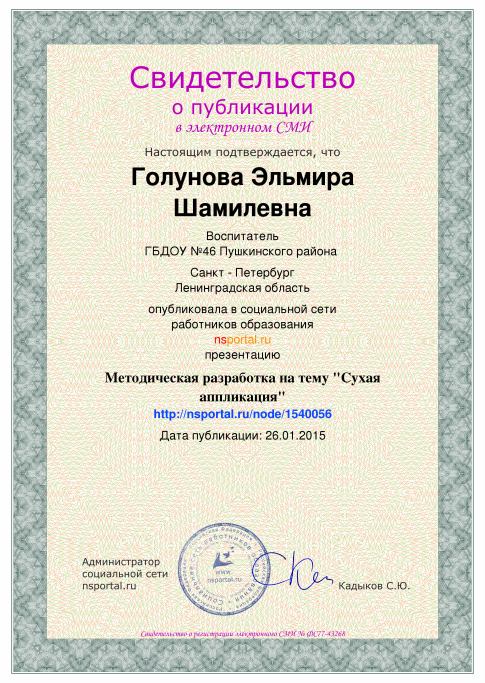 Свидетельство
о публикации
в электронном СМИ
Настоящим подтверждается, что
Голунова Эльмира
Шамилевна
Воспитатель
ГБДОУ №46 Пушкинского района
Санкт - Петербург
Ленинградская область
опубликовала в социальной сети
работников образования
nsportal.ru
презентацию
Методическая разработка на тему "Сухая
аппликация"
http://nsportal.ru/node/1540056
Дата публикации: 26.01.2015
www.
nsportal.ru
Администратор
социальной сети
nsportal.ru
Кадыков С.Ю.
Свидетельство о регистрации электронного СМИ № ФС77-43268